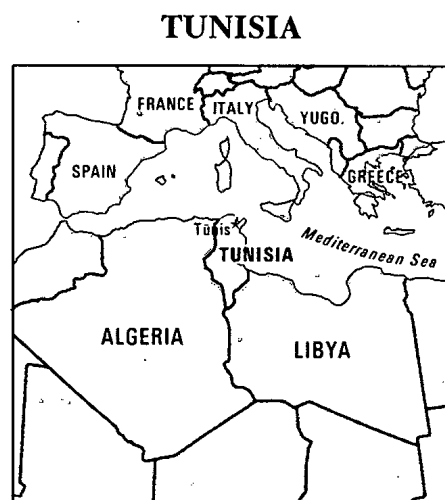 TUNISIA
FRANCE
ITALY
YUGO.
SPAIN
GREECE
Tunis
TUNISIA
Mediterranean Sea
ALGERIA
LIBYA